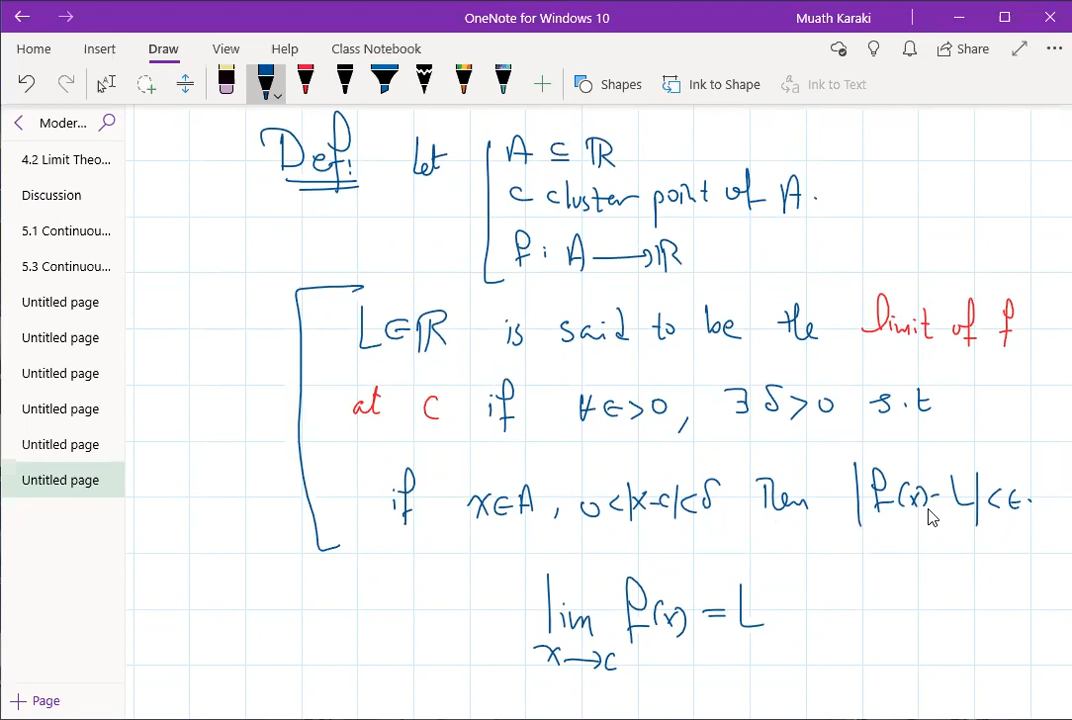 OneNote for Windows 10
Muath Karaki
Home Insert Draw View Help Class Notebook
Share
Shapes
Ink to Shape
Ink to Text
Moder...
4.2 Limit Theo...
Discussion
5.1 Continuou...
5.3 Continuou...
Untitled page
Untitled page
Untitled page
Untitled page
Untitled page
Untitled page
Page
Def: Let A ⊆ ℝ
c cluster point of A.
f : A ⟶ ℝ
L ∈ ℝ is said to be the limit of f
at c if ∀ ϵ > 0, ∃ δ > 0 s.t
if x ∈ A, 0 < |x - c| < δ Then |f(x) - L| < ϵ.
lim f(x) = L
x ⟶ c